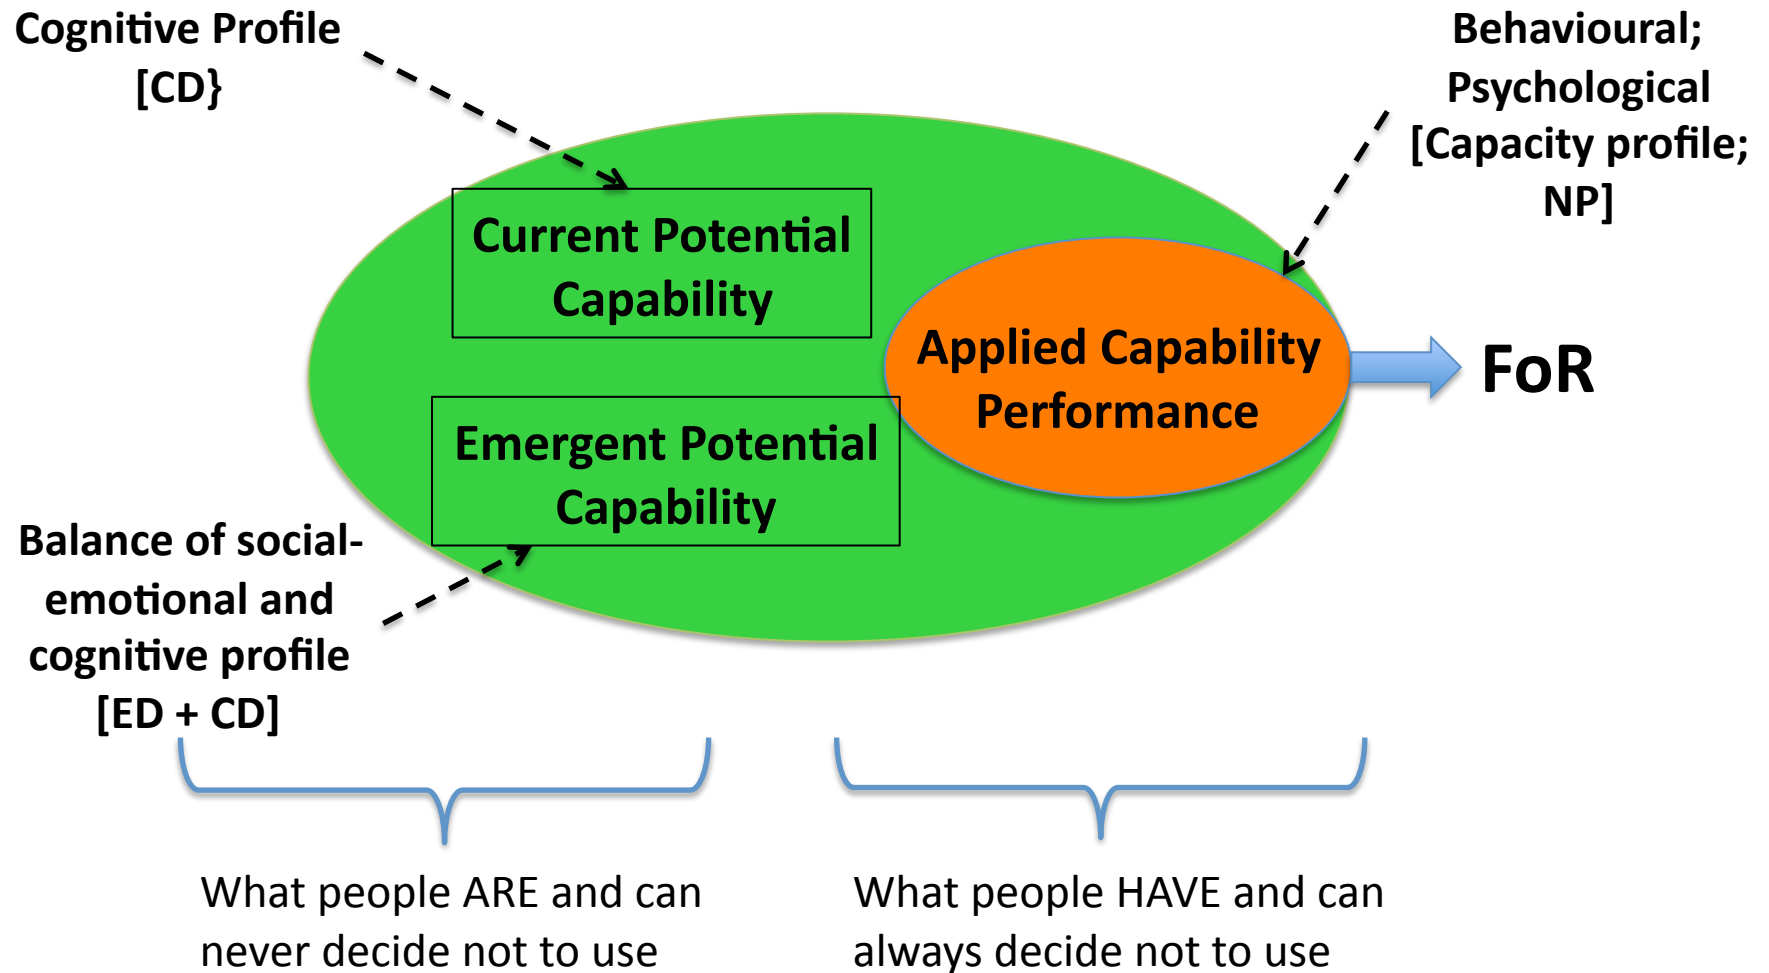 Cognitive Profile
[CD}
Behavioural;
Psychological
[Capacity profile;
NP]
Current Potential
Capability
Applied Capability
Performance
FoR
Emergent Potential
Capability
Balance of social-
emotional and
cognitive profile
[ED + CD]
What people ARE and can
never decide not to use
What people HAVE and can
always decide not to use